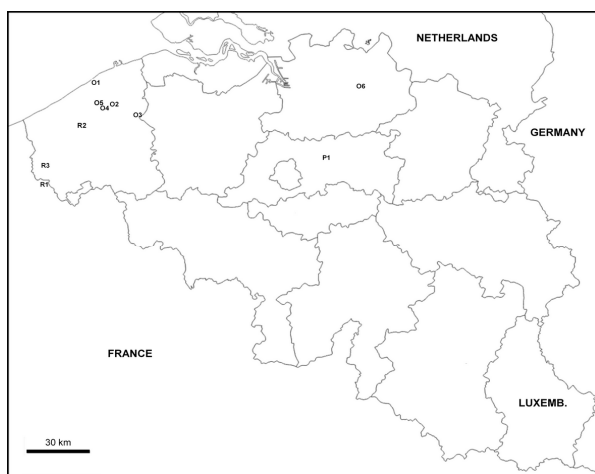 NETHERLANDS
O1
O6
O5
O2
O4
O3
R2
GERMANY
P1
R3
R1
FRANCE
LUXEMB.
30 km